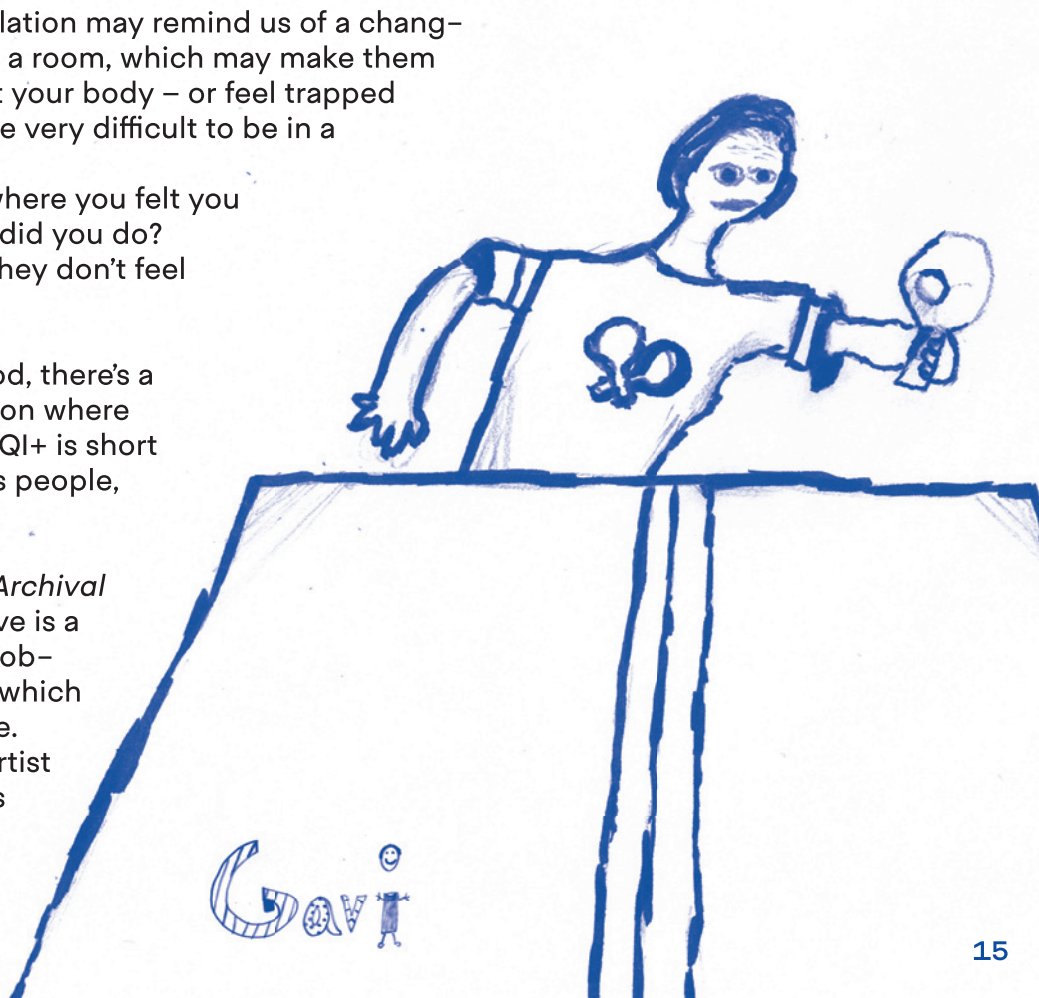 lation may remind us of a chang–
a room, which may make them
t your body – or feel trapped
e very difficult to be in a
where you felt you
did you do?
hey don’t feel
od, there’s a
on where
QI+ is short
s people,
Archival
ve is a
ob–
which
e.
rtist
s
Gavi
15